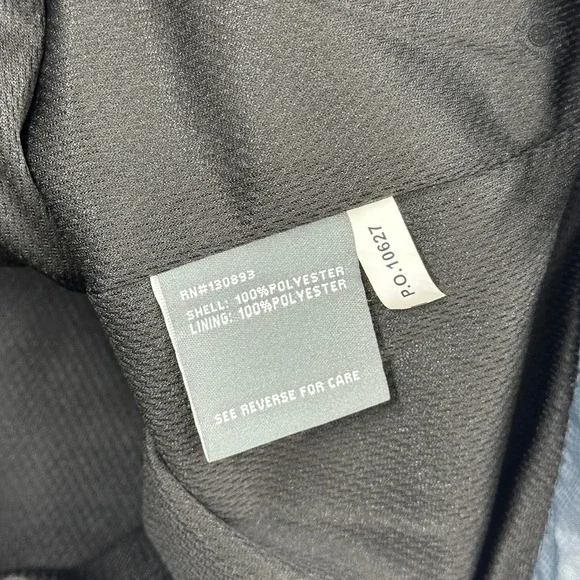 RN#130893
SHELL: 100%POLYESTER
LINING: 100%POLYESTER
SEE REVERSE FOR CARE
P.O.10627